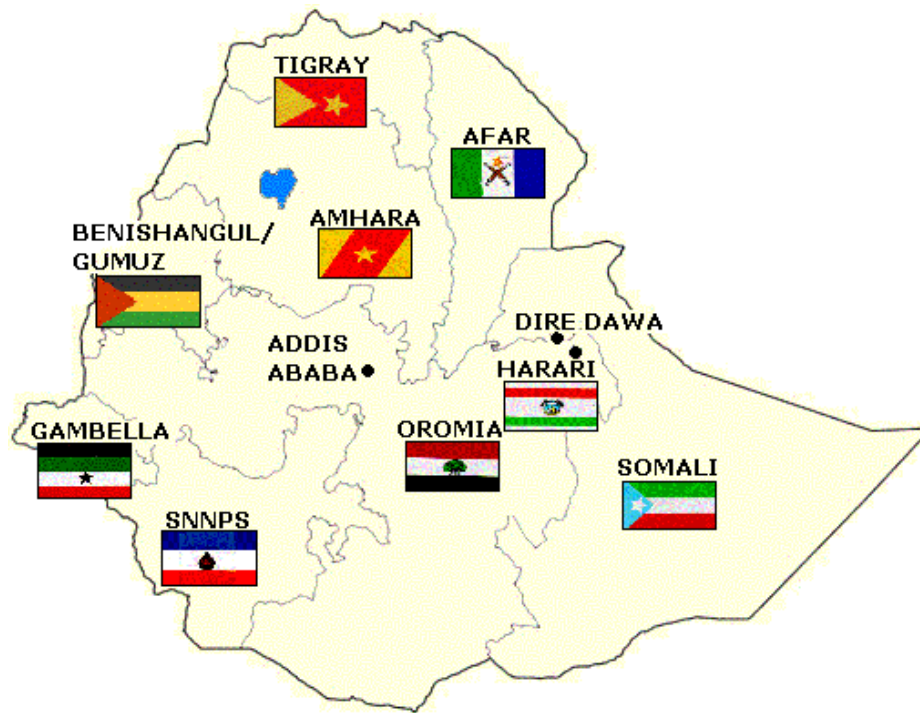 TIGRAY
AFAR
AMHARA
BENISHANGUL/
GUMUZ
DIRE DAWA
ADDIS
ABABA
HARARI
GAMBELLA
OROMIA
SOMALI
SNNPS